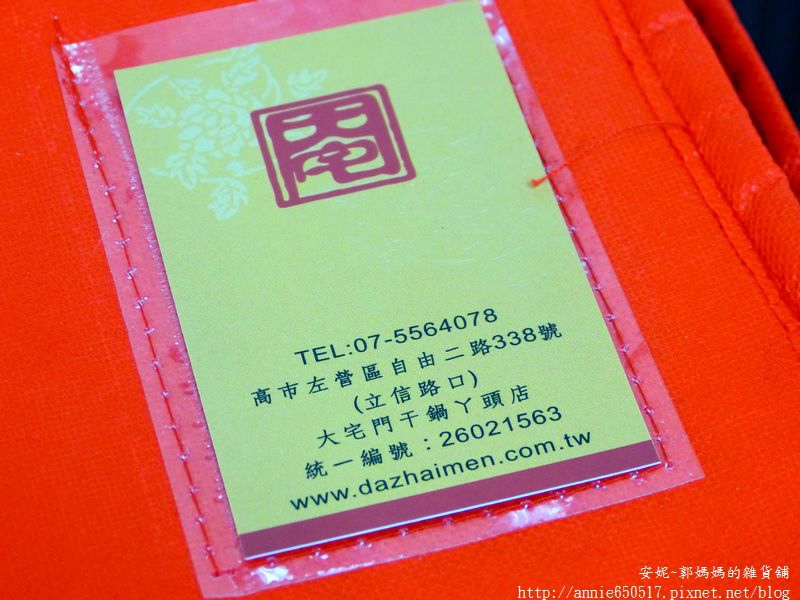 TEL:07-5564078
高市左營區自由二路338號
(立信路口)
大宅門干鍋丫頭店
統一編號：26021563
www.dazhaimen.com.tw
安妮~郭媽媽的雜貨舖
http://annie650517.pixnet.net/blog